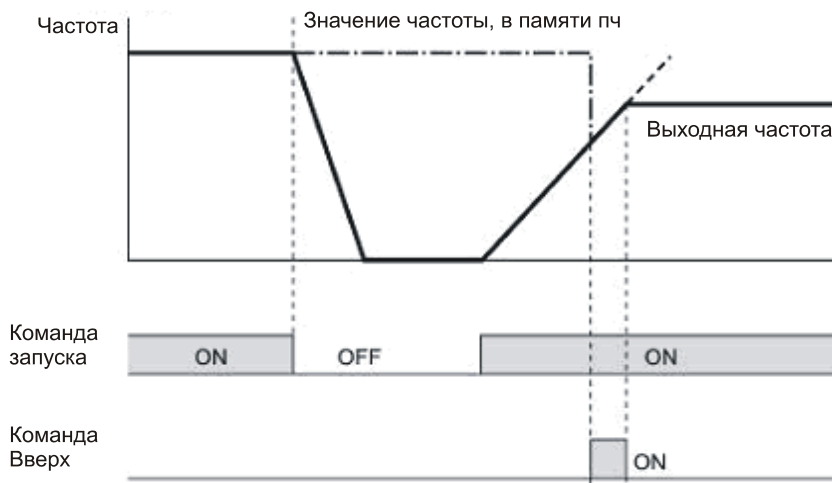 Частота
Значение частоты, в памяти пч
Выходная частота
Команда
запуска
ON
OFF
ON
Команда
Вверх
ON